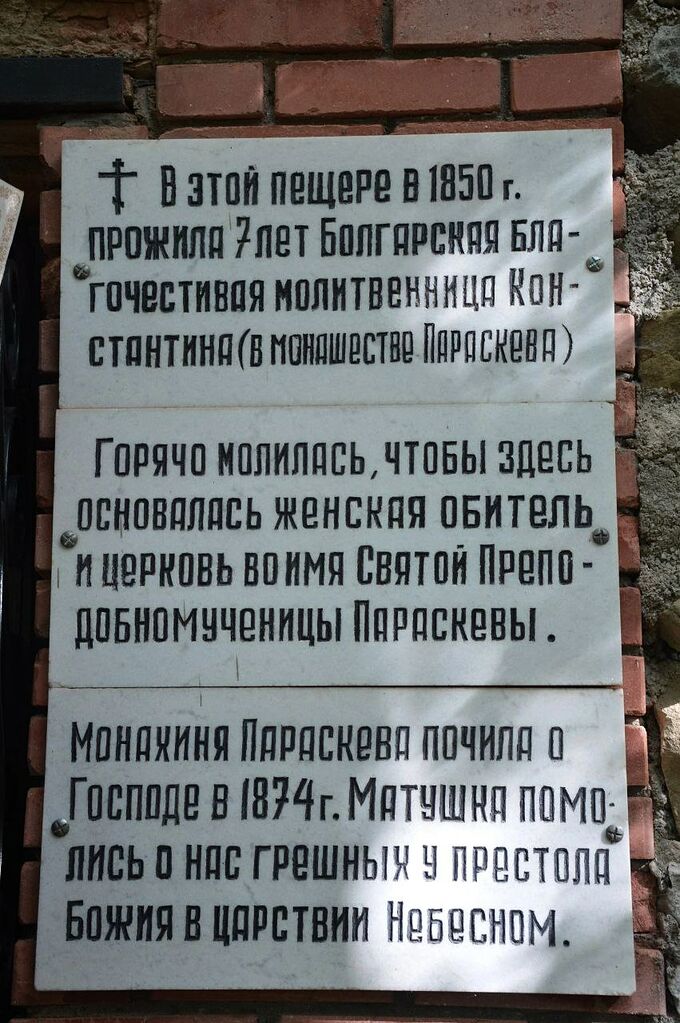 ☦ В этой пещере в 1850 г.
прожила 7 лет Болгарская бла-
гочестивая молитвенница Кон-
стантина (в монашестве Параскева)
Горячо молилась, чтобы здесь
основалась женская обитель
и церковь во имя Святой Препо-
добномученицы Параскевы.
Монахиня Параскева почила о
Господе в 1874 г. Матушка помо-
лись о нас грешных у престола
Божия в царствии Небесном.